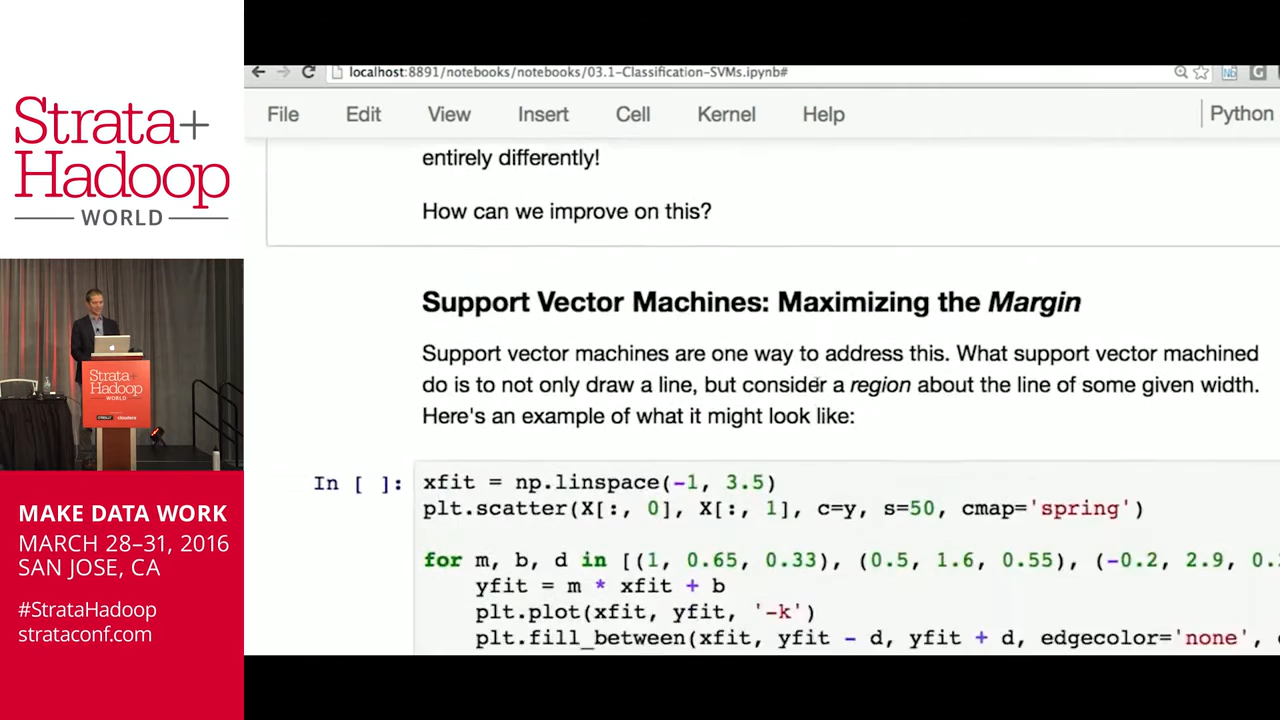 Strata+
Hadoop
WORLD
Strata+
Hadoop
WORLD
MAKE DATA WORK
MARCH 28–31, 2016
SAN JOSE, CA
#StrataHadoop
strataconf.com
localhost:8891/notebooks/notebooks/03.1-Classification-SVMs.ipynb#
File Edit View Insert Cell Kernel Help Python
entirely differently!
How can we improve on this?
Support Vector Machines: Maximizing the Margin
Support vector machines are one way to address this. What support vector machined
do is to not only draw a line, but consider a region about the line of some given width.
Here's an example of what it might look like:
In [ ]:
xfit = np.linspace(-1, 3.5)
plt.scatter(X[:, 0], X[:, 1], c=y, s=50, cmap='spring')
for m, b, d in [(1, 0.65, 0.33), (0.5, 1.6, 0.55), (-0.2, 2.9, 0.
yfit = m * xfit + b
plt.plot(xfit, yfit, '-k')
plt.fill_between(xfit, yfit - d, yfit + d, edgecolor='none',